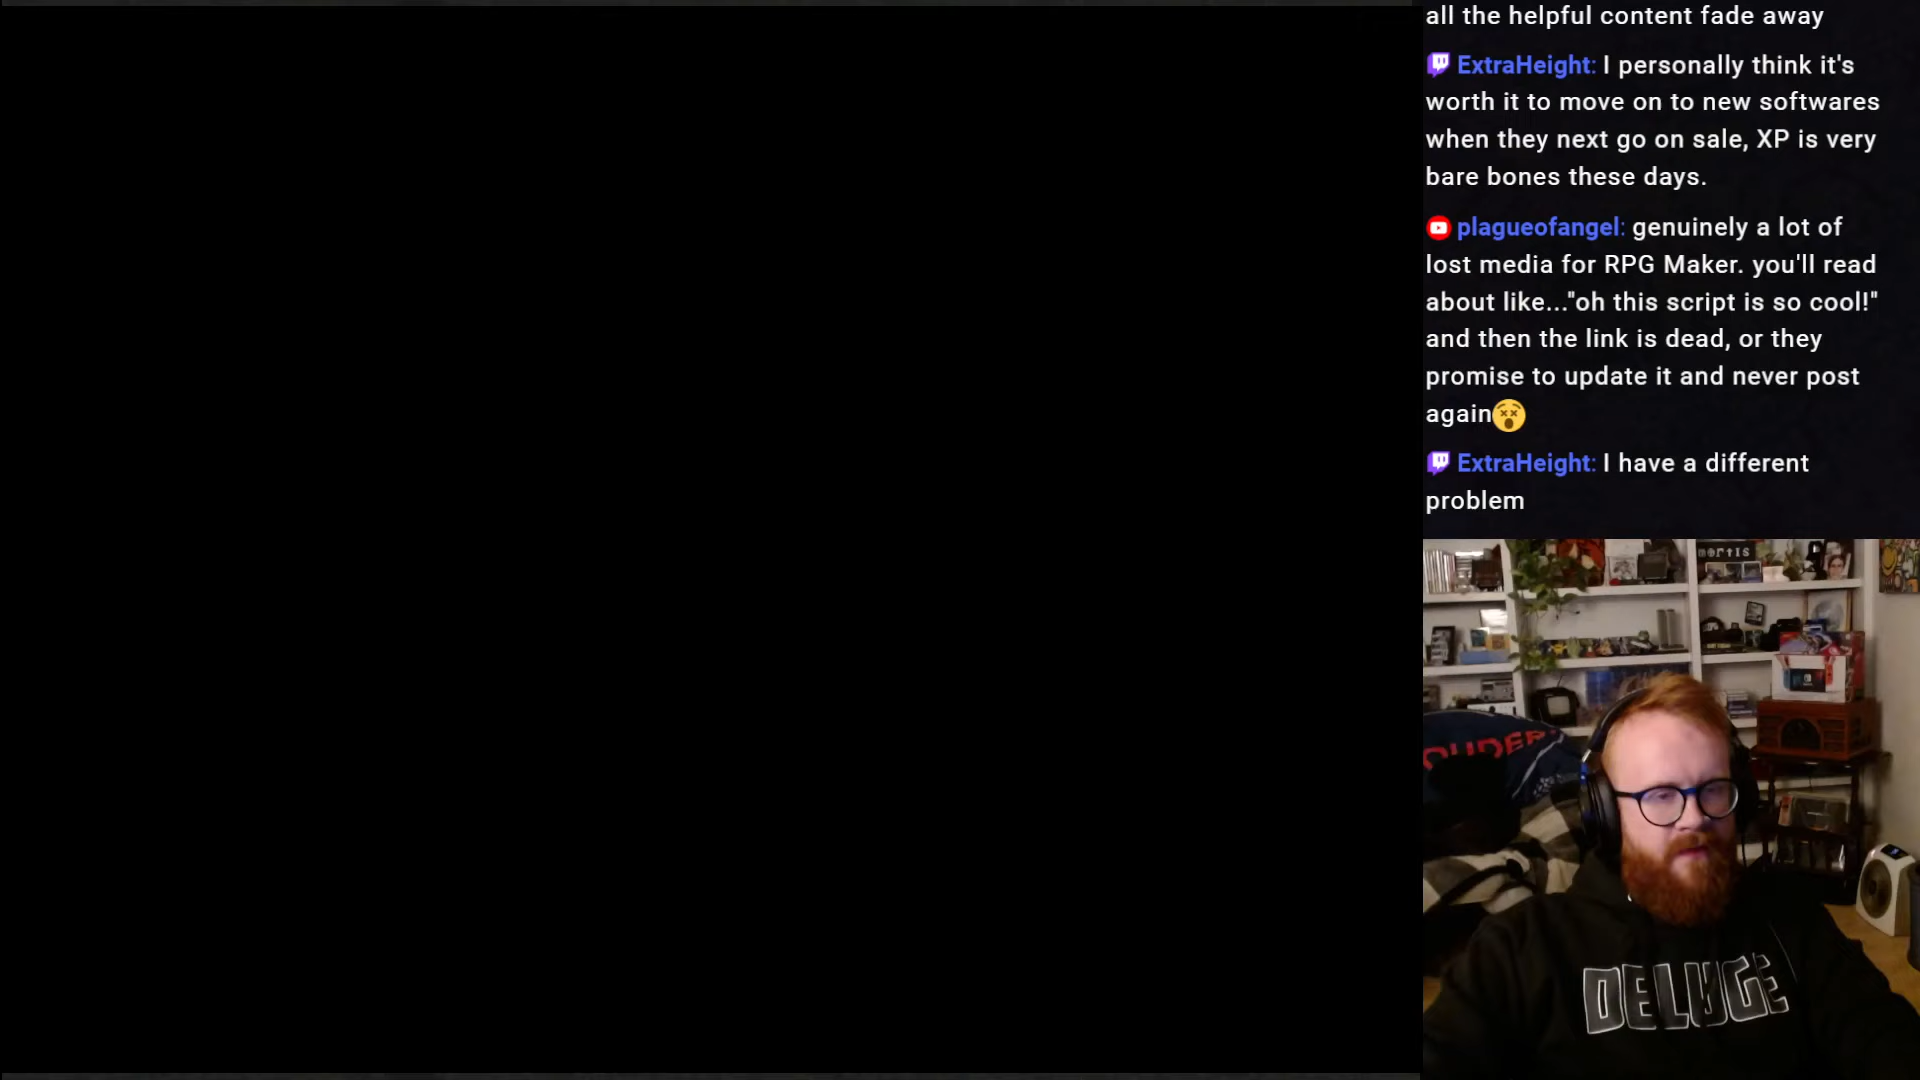 all the helpful content fade away
ExtraHeight: I personally think it's
worth it to move on to new softwares
when they next go on sale, XP is very
bare bones these days.
plagueofangel: genuinely a lot of
lost media for RPG Maker. you'll read
about like..."oh this script is so cool!"
and then the link is dead, or they
promise to update it and never post
again
ExtraHeight: I have a different
problem
mortis
LOUDER
DELUGE